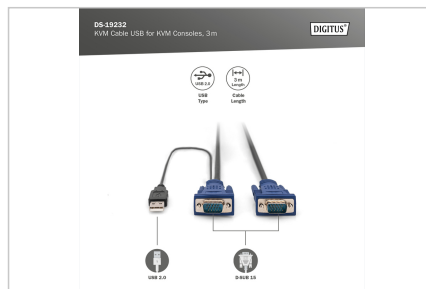 DS-19232
KVM Cable USB for KVM Consoles, 3 m
DIGITUS®
USB 2.0
USB
Type
3 m
Length
Cable
Length
USB 2.0
D-SUB 15